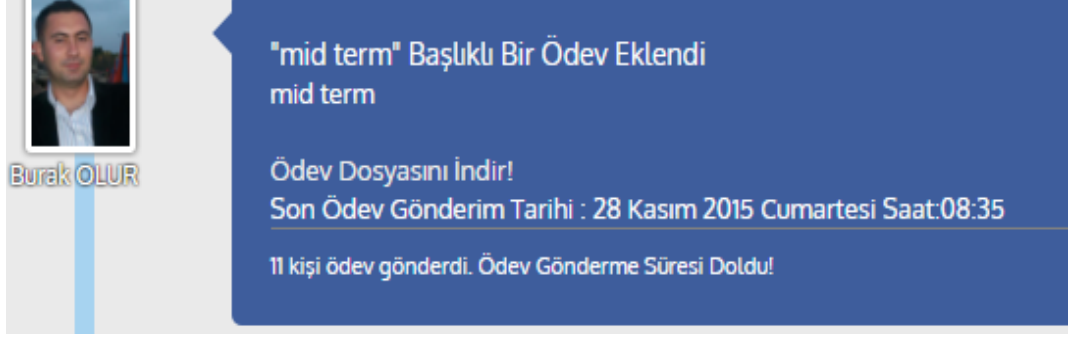 "mid term" Başlıklı Bir Ödev Eklendi
mid term
Burak OLUR
Ödev Dosyasını İndir!
Son Ödev Gönderim Tarihi : 28 Kasım 2015 Cumartesi Saat:08:35
11 kişi ödev gönderdi. Ödev Gönderme Süresi Doldu!